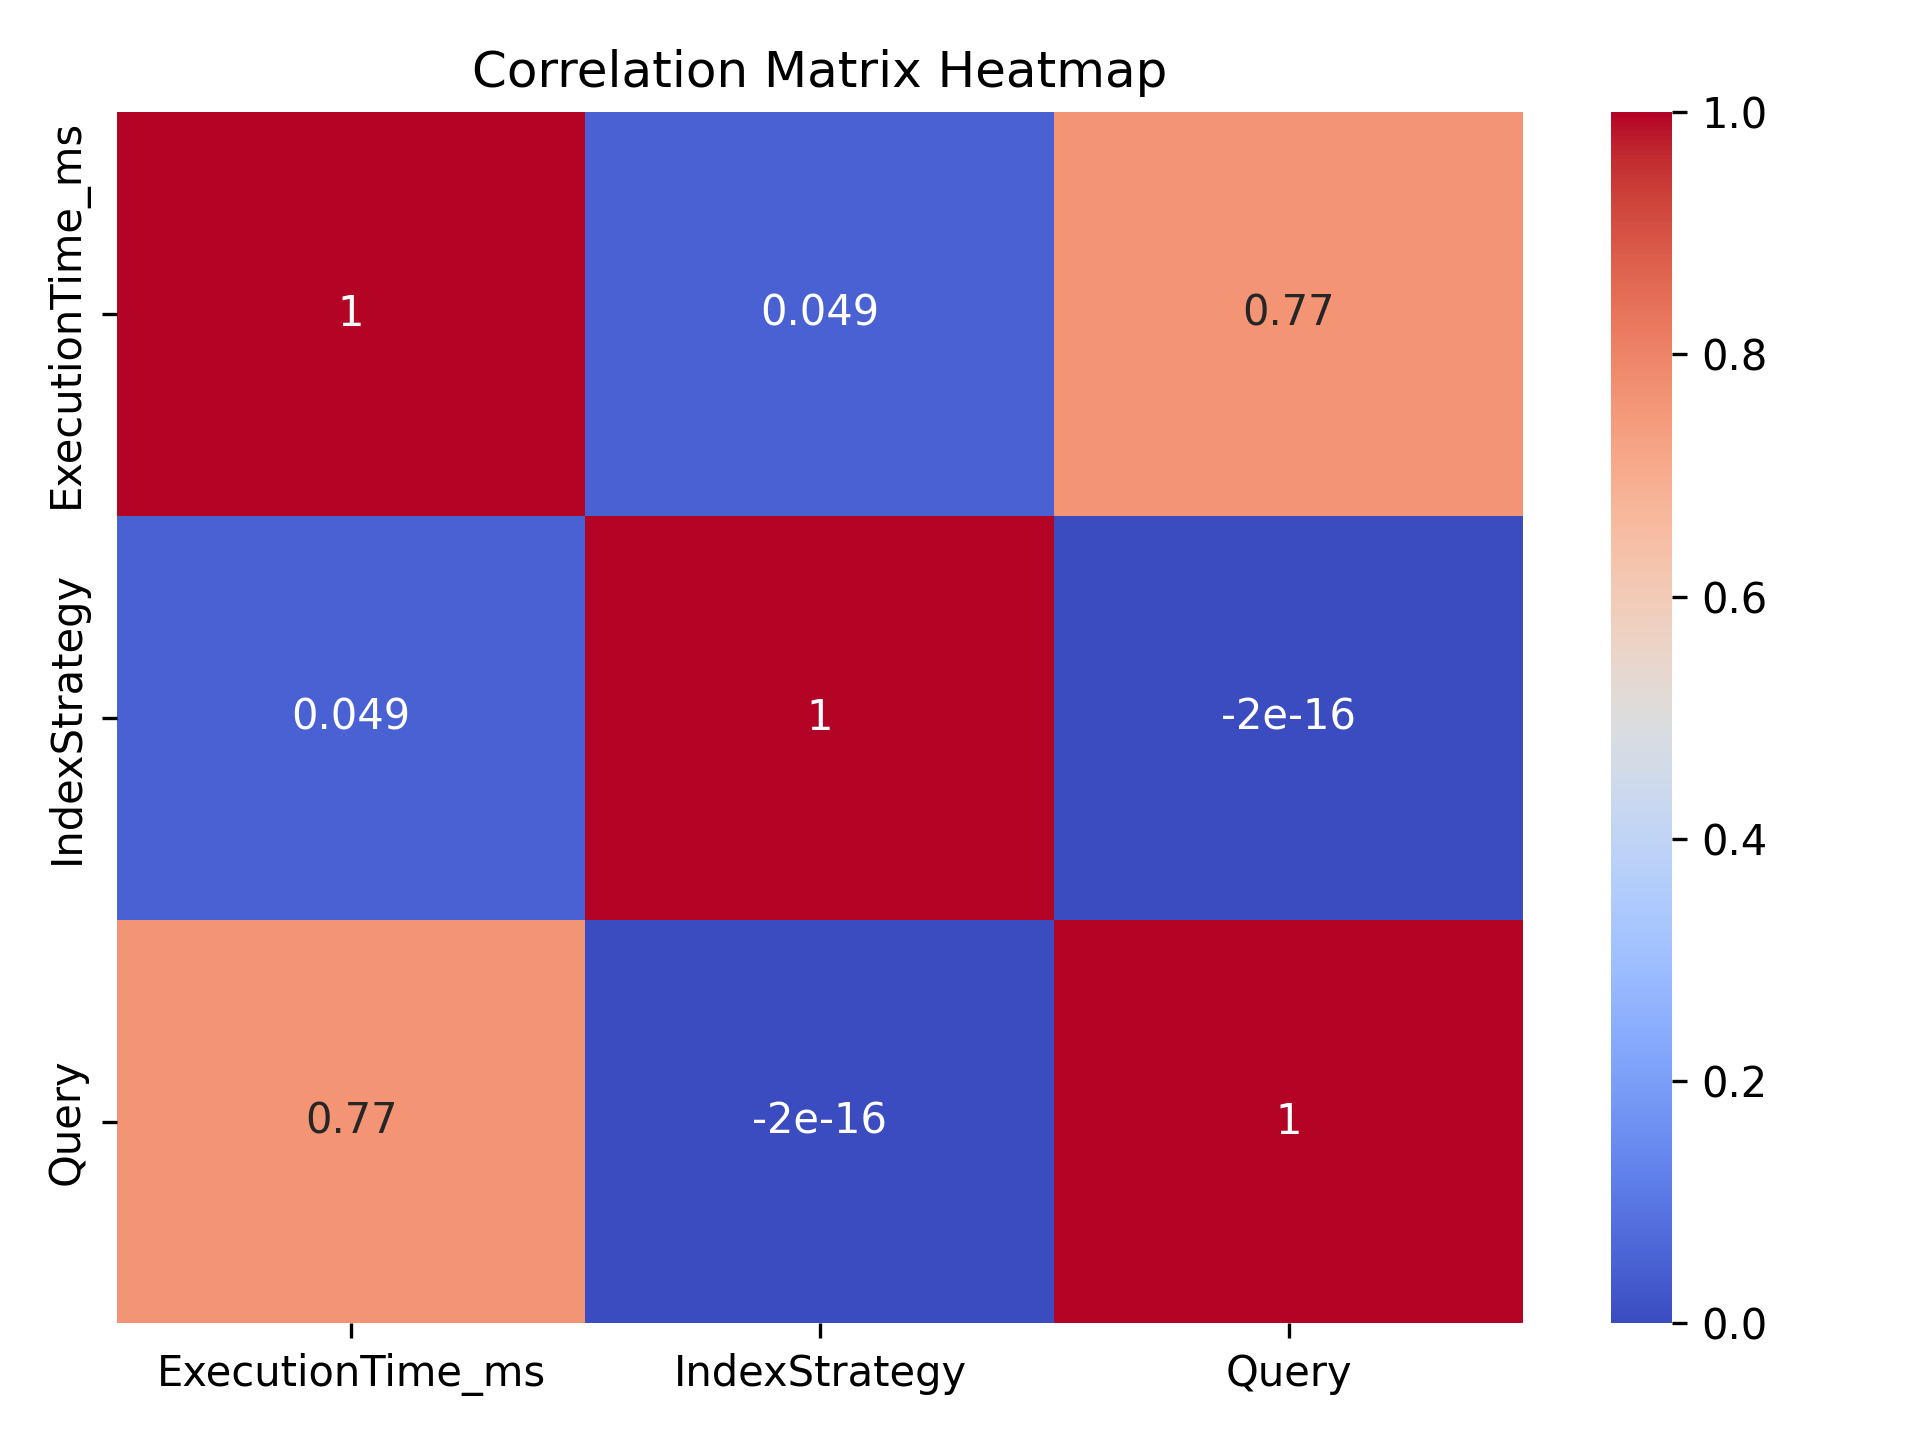 Correlation Matrix Heatmap
ExecutionTime_ms
1
0.049
0.77
IndexStrategy
0.049
1
-2e-16
Query
0.77
-2e-16
1
ExecutionTime_ms
IndexStrategy
Query
1.0
0.8
0.6
0.4
0.2
0.0